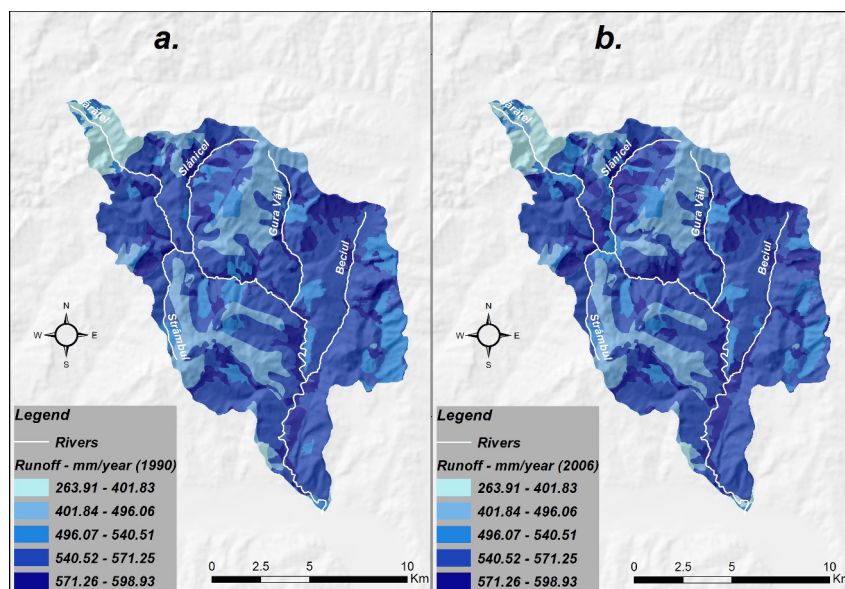 a.
Slănicel
Gura Văii
Beciul
Strâmbul
N
W E
S
Legend
Rivers
Runoff - mm/year (1990)
263.91 - 401.83
401.84 - 496.06
496.07 - 540.51
540.52 - 571.25
571.26 - 598.93
0 2.5 5 10
Km
b.
Slănicel
Gura Văii
Beciul
Strâmbul
N
W E
S
Legend
Rivers
Runoff - mm/year (2006)
263.91 - 401.83
401.84 - 496.06
496.07 - 540.51
540.52 - 571.25
571.26 - 598.93
0 2.5 5 10